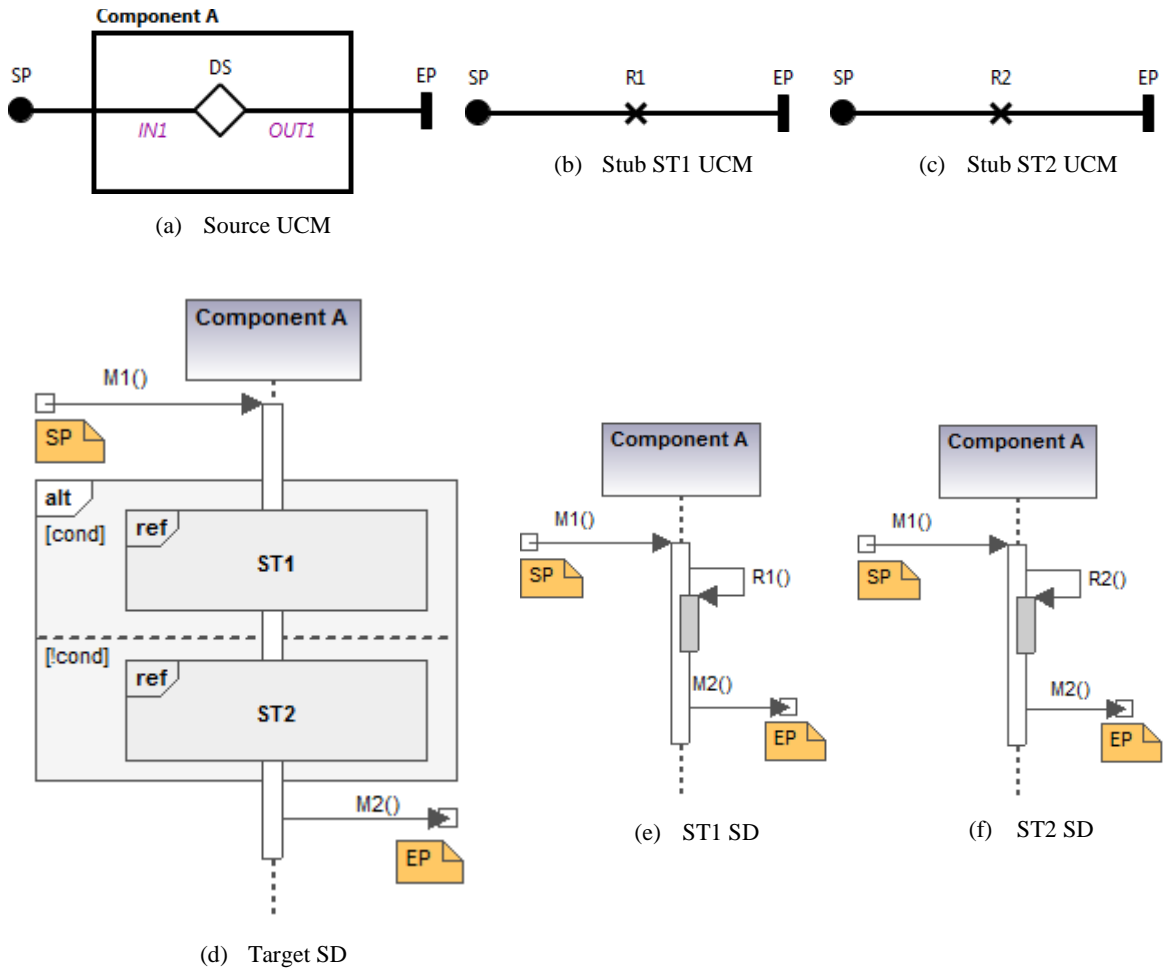 Component A
SP
DS
EP
IN1
OUT1
(a) Source UCM
SP
R1
EP
(b) Stub ST1 UCM
SP
R2
EP
(c) Stub ST2 UCM
Component A
M1()
SP
alt
[cond]
ref
ST1
[!cond]
ref
ST2
M2()
EP
(d) Target SD
Component A
M1()
SP
R1()
M2()
EP
(e) ST1 SD
Component A
M1()
SP
R2()
M2()
EP
(f) ST2 SD